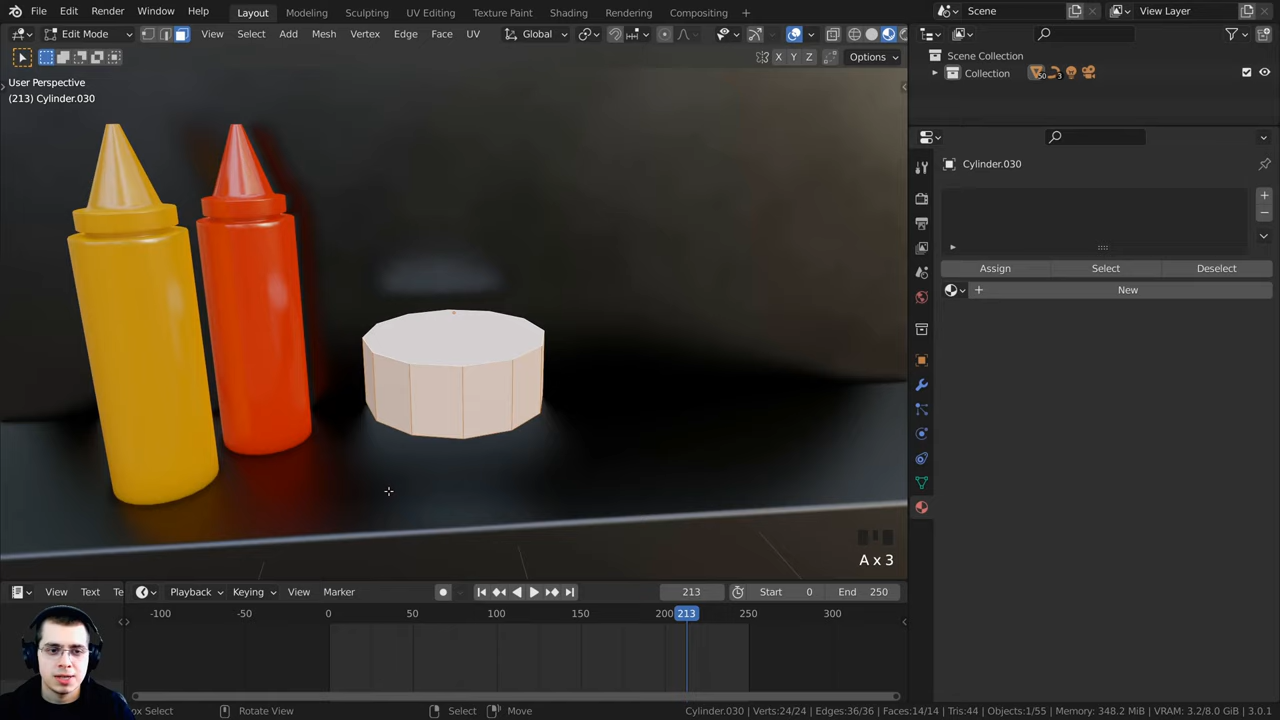 File Edit Render Window Help Layout Modeling Sculpting UV Editing Texture Paint Shading Animation Rendering Compositing + Scene View Layer
Edit Mode View Select Add Mesh Vertex Edge Face UV Global
X Y Z Options
User Perspective
(213) Cylinder.030
Scene Collection
Collection 50 3
Cylinder.030
Assign Select Deselect
+ New
A x 3
View Text Te Playback Keying View Marker 213 Start 0 End 250
-100 -50 0 50 100 150 200 213 250 300
ox Select Rotate View Select Move Cylinder.030 | Verts:24/24 | Edges:36/36 | Faces:14/14 | Tris:44 | Objects:1/55 | Memory: 348.2 MiB | VRAM: 3.2/8.0 GiB | 3.0.1